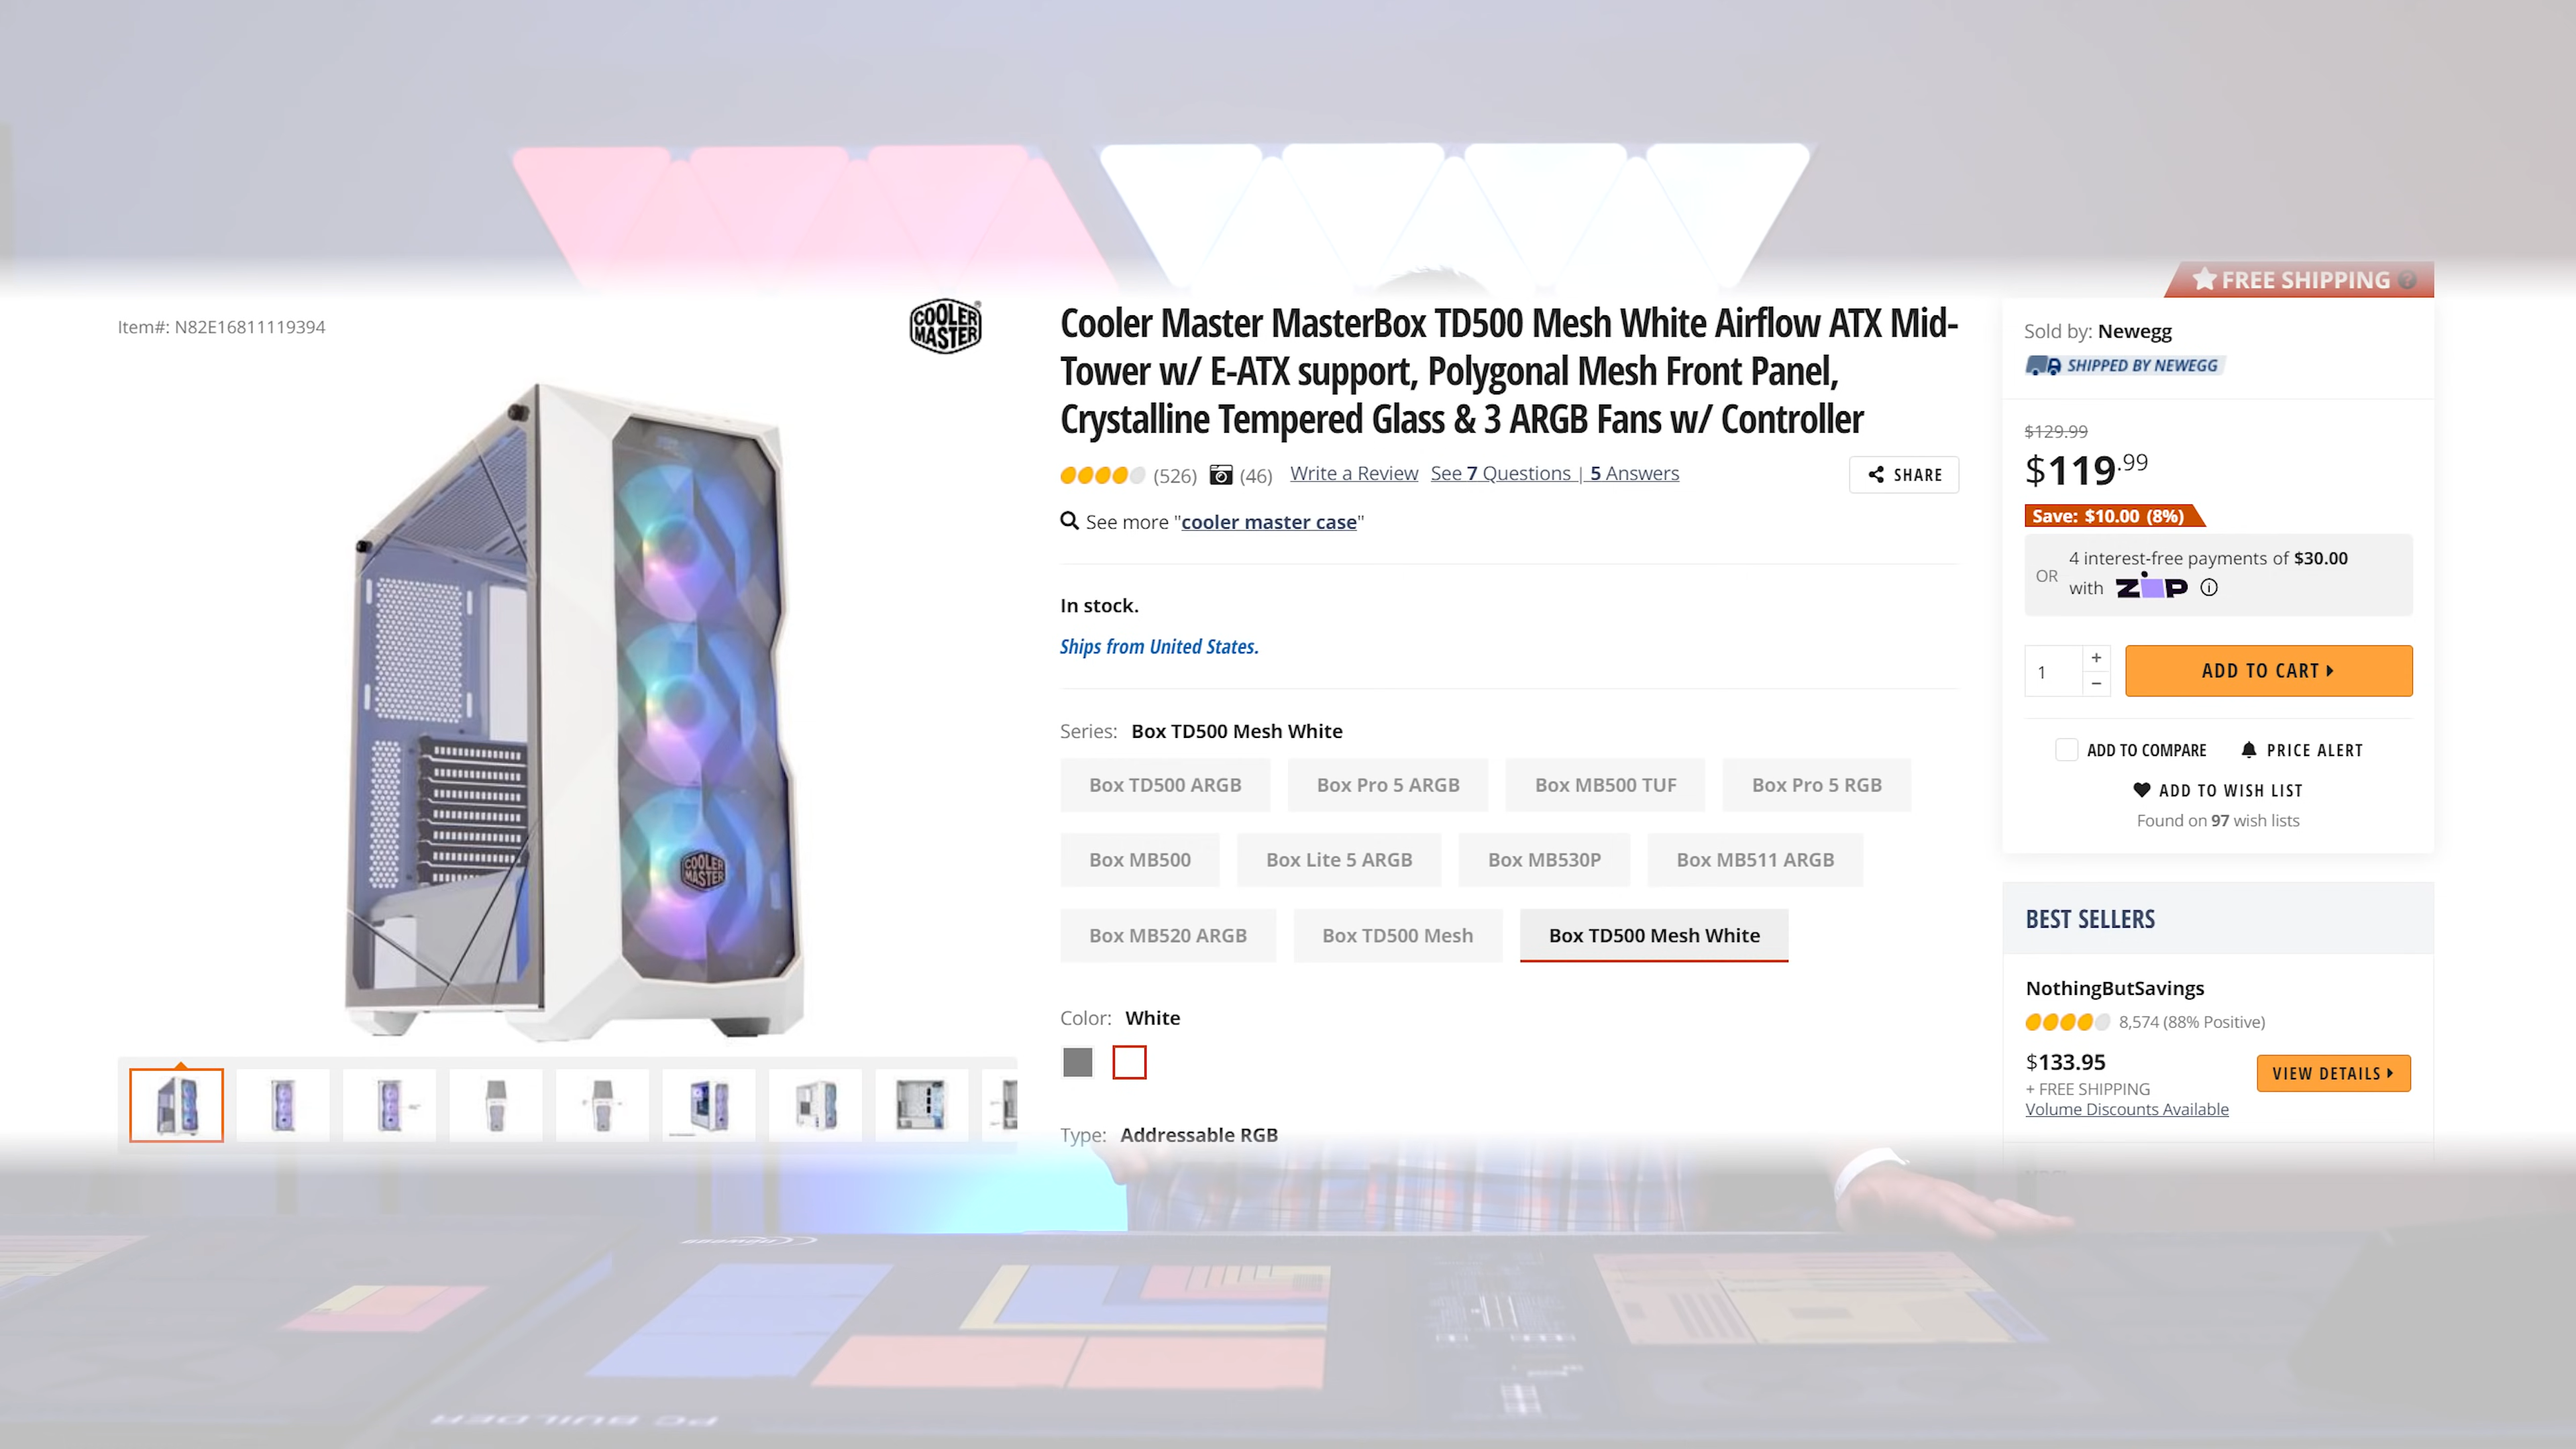 FREE SHIPPING ?
Item#: N82E16811119394
COOLER
MASTER
Cooler Master MasterBox TD500 Mesh White Airflow ATX Mid-
Tower w/ E-ATX support, Polygonal Mesh Front Panel,
Crystalline Tempered Glass & 3 ARGB Fans w/ Controller
(526) (46) Write a Review See 7 Questions | 5 Answers
SHARE
See more "cooler master case"
In stock.
Ships from United States.
Series: Box TD500 Mesh White
Box TD500 ARGB Box Pro 5 ARGB Box MB500 TUF Box Pro 5 RGB
Box MB500 Box Lite 5 ARGB Box MB530P Box MB511 ARGB
Box MB520 ARGB Box TD500 Mesh Box TD500 Mesh White
Color: White
Type: Addressable RGB
COOLER
MASTER
Sold by: Newegg
SHIPPED BY NEWEGG
$129.99
$119.99
Save: $10.00 (8%)
OR 4 interest-free payments of $30.00
with ZIP
1 + − ADD TO CART
ADD TO COMPARE PRICE ALERT
ADD TO WISH LIST
Found on 97 wish lists
BEST SELLERS
NothingButSavings
8,574 (88% Positive)
$133.95
+ FREE SHIPPING
Volume Discounts Available
VIEW DETAILS
newegg
PC BUILDER